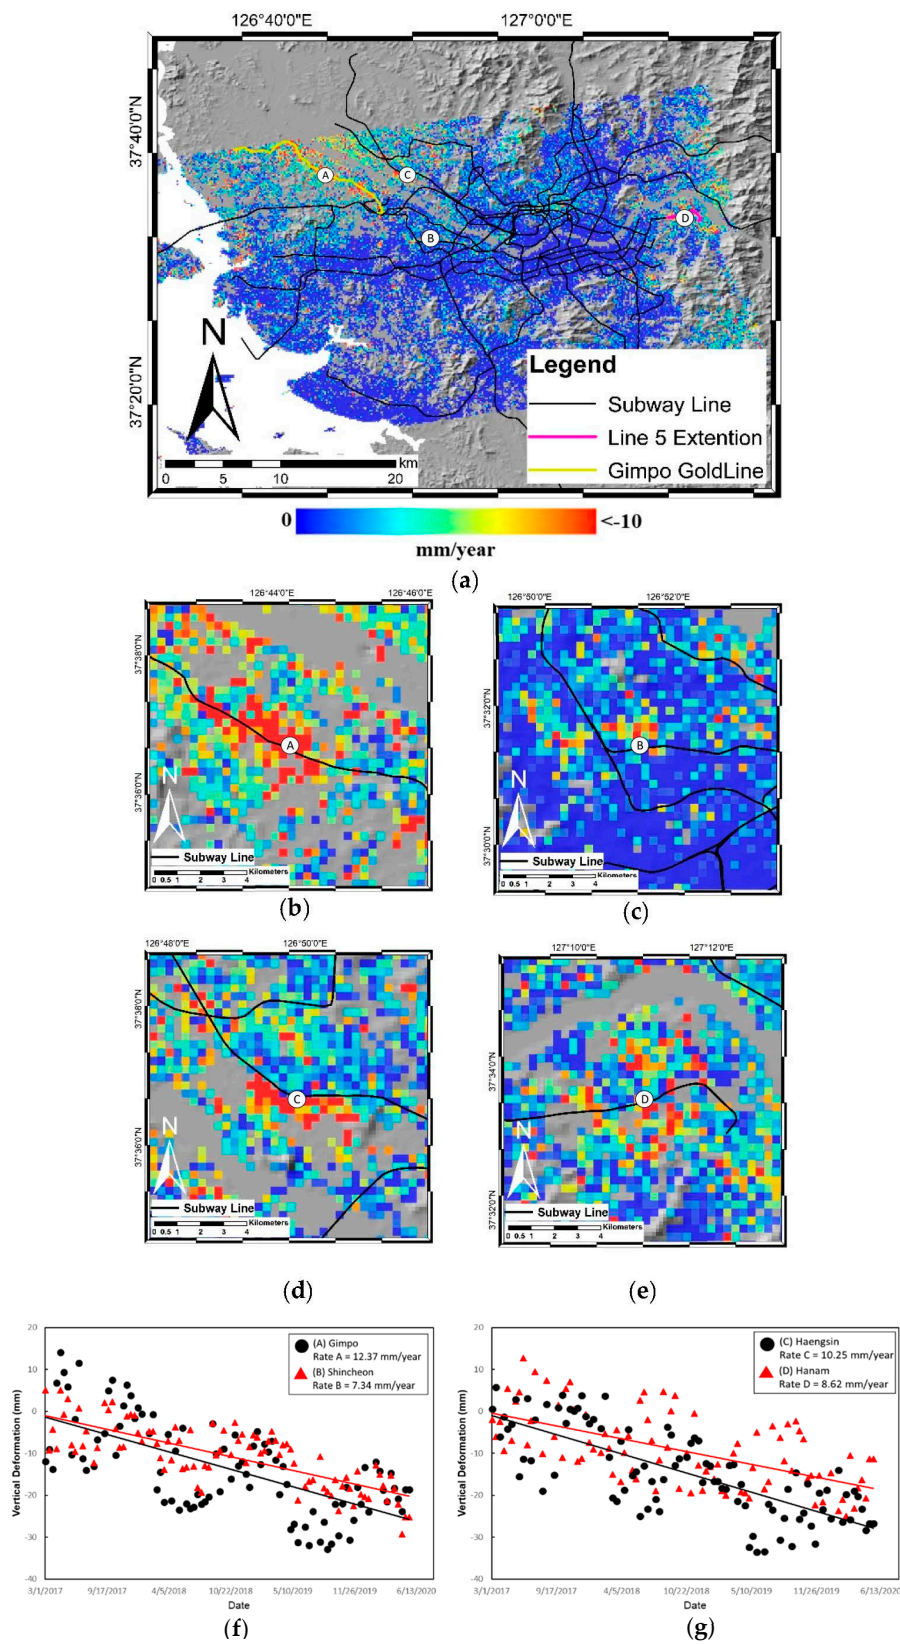 126°40'0"E 127°0'0"E
37°40'0"N
37°20'0"N
A
C
B
D
N
km
0 5 10 20
Legend
Subway Line
Line 5 Extention
Gimpo GoldLine
0 <-10
mm/year
(a)
126°44'0"E 126°46'0"E
37°38'0"N
37°36'0"N
A
N
Subway Line
0 0.5 1 2 3 4 Kilometers
(b)
126°50'0"E 126°52'0"E
37°32'0"N
37°30'0"N
B
N
Subway Line
0 0.5 1 2 3 4 Kilometers
(c)
126°48'0"E 126°50'0"E
37°38'0"N
37°36'0"N
C
N
Subway Line
0 0.5 1 2 3 4 Kilometers
(d)
127°10'0"E 127°12'0"E
37°34'0"N
37°32'0"N
D
N
Subway Line
0 0.5 1 2 3 4 Kilometers
(e)
20
10
0
-10
-20
-30
-40
Vertical Deformation (mm)
(A) Gimpo
Rate A = 12.37 mm/year
(B) Shincheon
Rate B = 7.34 mm/year
3/1/2017 9/17/2017 4/5/2018 10/22/2018 5/10/2019 11/26/2019 6/13/2020
Date
(f)
20
10
0
-10
-20
-30
-40
Vertical Deformation (mm)
(C) Haengsin
Rate C = 10.25 mm/year
(D) Hanam
Rate D = 8.62 mm/year
3/1/2017 9/17/2017 4/5/2018 10/22/2018 5/10/2019 11/26/2019 6/13/2020
Date
(g)